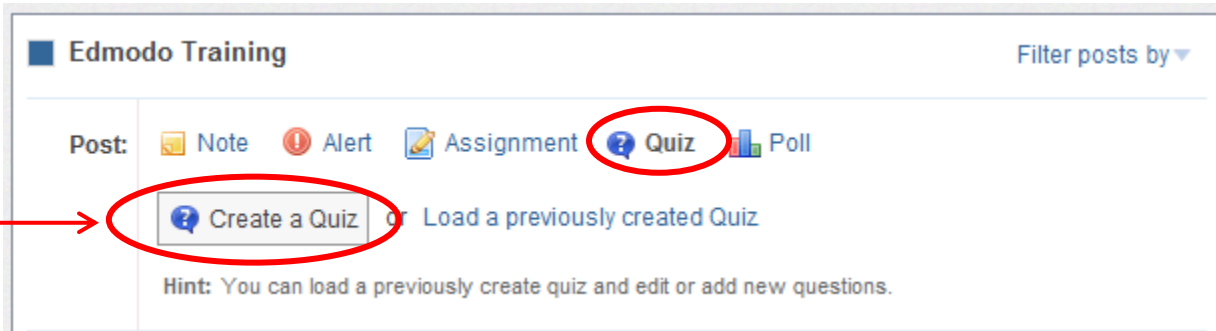 Edmodo Training Filter posts by
Post: Note Alert Assignment Quiz Poll
Create a Quiz or Load a previously created Quiz
Hint: You can load a previously create quiz and edit or add new questions.